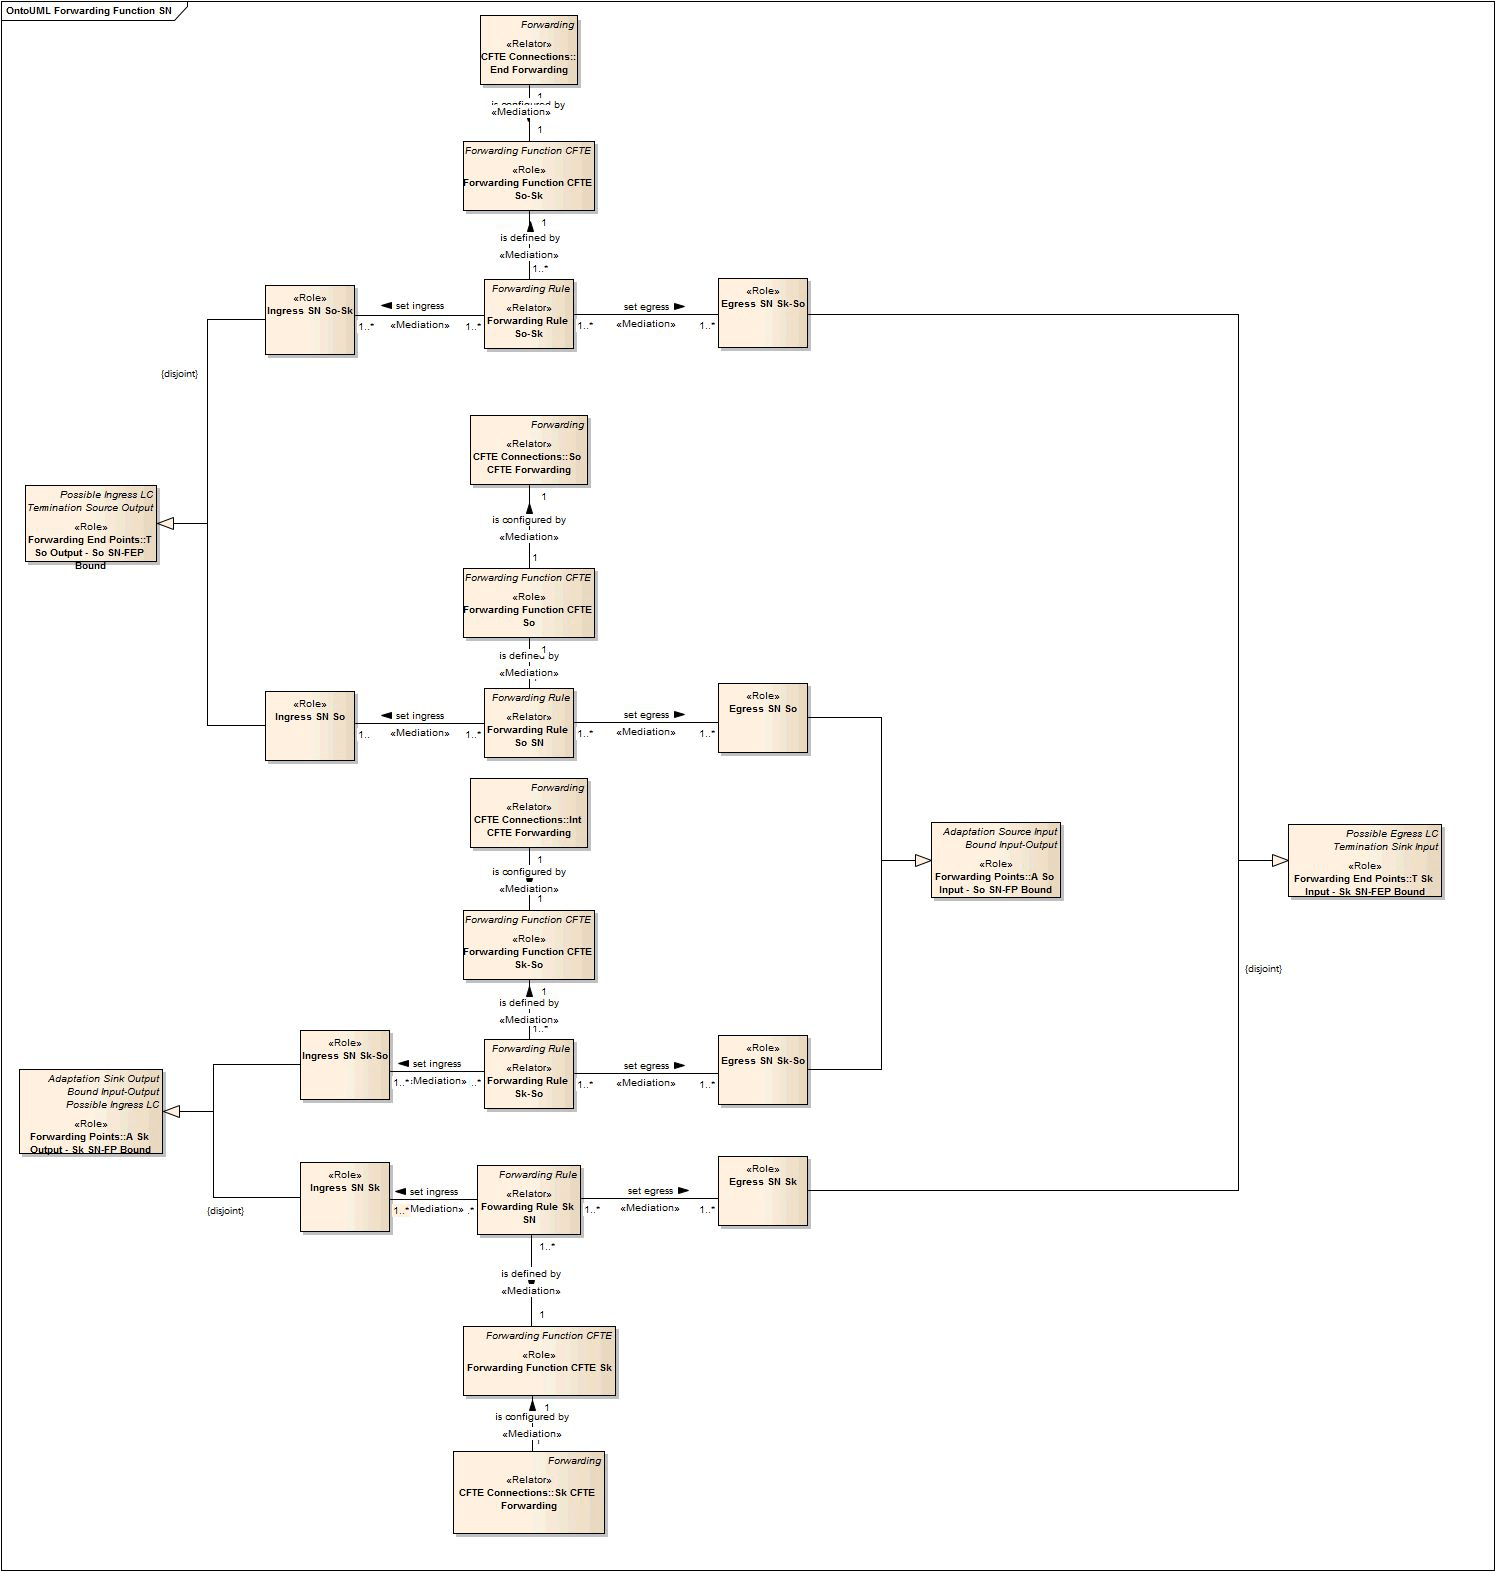 OntoUML Forwarding Function SN
Forwarding
«Relator»
CFTE Connections::
End Forwarding
1
is configured by
«Mediation»
1
Forwarding Function CFTE
«Role»
Forwarding Function CFTE
So-Sk
1
is defined by
«Mediation»
1..*
«Role»
Ingress SN So-Sk
set ingress
1..* «Mediation» 1..*
Forwarding Rule
«Relator»
Forwarding Rule
So-Sk
set egress
1..* «Mediation» 1..*
«Role»
Egress SN Sk-So
{disjoint}
Forwarding
«Relator»
CFTE Connections::So
CFTE Forwarding
1
is configured by
«Mediation»
1
Possible Ingress LC
Termination Source Output
«Role»
Forwarding End Points::T
So Output - So SN-FEP
Bound
Forwarding Function CFTE
«Role»
Forwarding Function CFTE
So
1
is defined by
«Mediation»
«Role»
Ingress SN So
set ingress
1.. «Mediation» 1..*
Forwarding Rule
«Relator»
Forwarding Rule
So SN
set egress
1..* «Mediation» 1..*
«Role»
Egress SN So
Forwarding
«Relator»
CFTE Connections::Int
CFTE Forwarding
1
is configured by
«Mediation»
1
Adaptation Source Input
Bound Input-Output
«Role»
Forwarding Points::A So
Input - So SN-FP Bound
Possible Egress LC
Termination Sink Input
«Role»
Forwarding End Points::T Sk
Input - Sk SN-FEP Bound
Forwarding Function CFTE
«Role»
Forwarding Function CFTE
Sk-So
{disjoint}
1
is defined by
«Mediation»
1..*
«Role»
Ingress SN Sk-So
set ingress
1..*:Mediation» ..*
Forwarding Rule
«Relator»
Forwarding Rule
Sk-So
set egress
1..* «Mediation» 1..*
«Role»
Egress SN Sk-So
Adaptation Sink Output
Bound Input-Output
Possible Ingress LC
«Role»
Forwarding Points::A Sk
Output - Sk SN-FP Bound
«Role»
Ingress SN Sk
set ingress
1..*Mediation» .*
Forwarding Rule
«Relator»
Fowarding Rule Sk
SN
set egress
1..* «Mediation» 1..*
«Role»
Egress SN Sk
{disjoint}
1..*
is defined by
«Mediation»
1
Forwarding Function CFTE
«Role»
Forwarding Function CFTE Sk
1
is configured by
«Mediation»
Forwarding
«Relator»
CFTE Connections::Sk CFTE
Forwarding